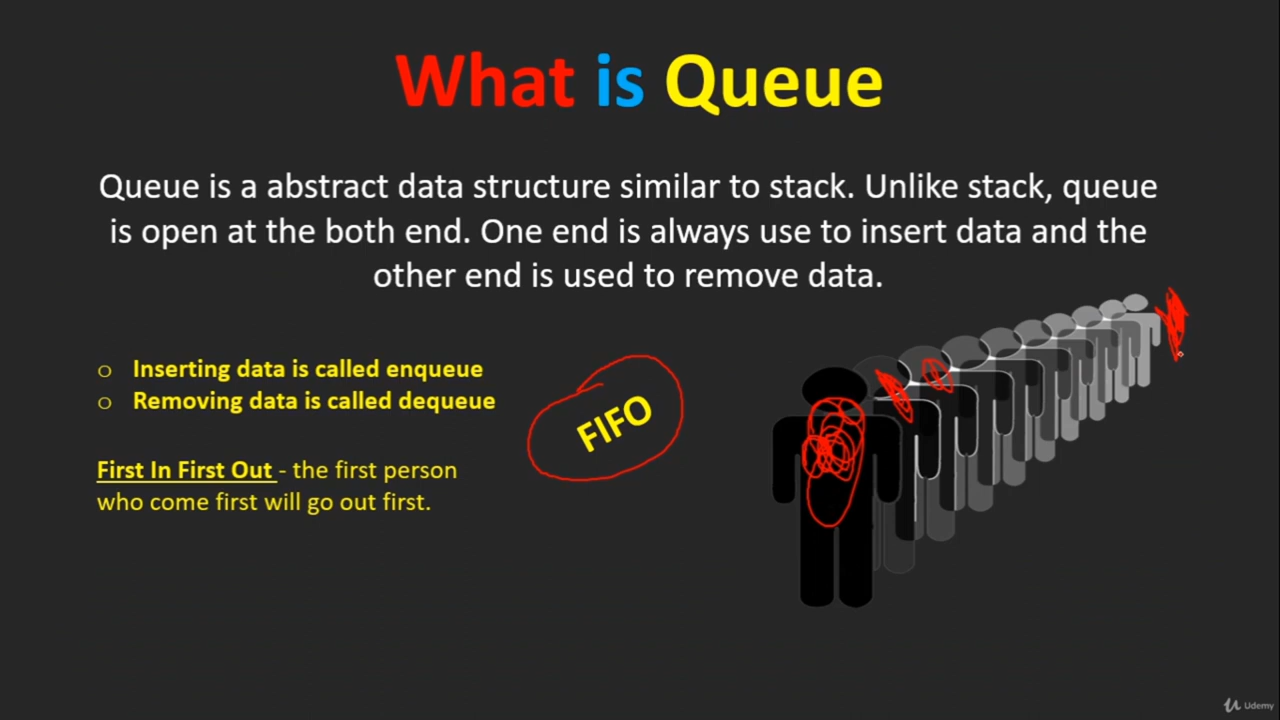 What is Queue
Queue is a abstract data structure similar to stack. Unlike stack, queue
is open at the both end. One end is always use to insert data and the
other end is used to remove data.
o Inserting data is called enqueue
o Removing data is called dequeue
FIFO
First In First Out - the first person
who come first will go out first.
Udemy